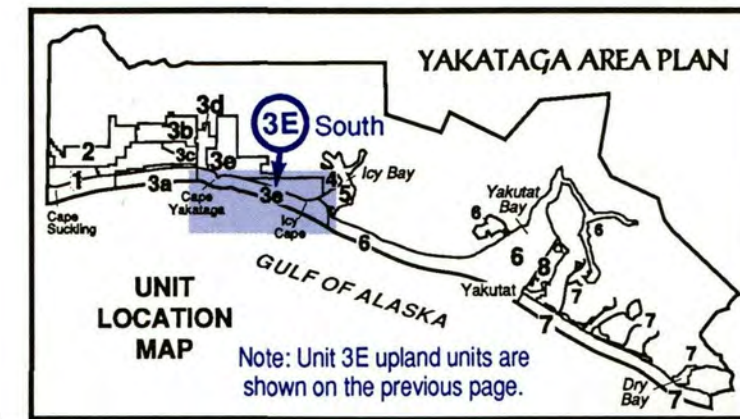 YAKATAGA AREA PLAN
3E South
3d
3b
2
3c
3e
1
3a
Cape
Yakataga
3e
4
5
Icy Bay
Icy
Cape
Cape
Suckling
6
Yakutat
Bay
6
6
6
8
Yakutat
7
7
7
7
7
Dry
Bay
7
GULF OF ALASKA
UNIT
LOCATION
MAP
Note: Unit 3E upland units are
shown on the previous page.